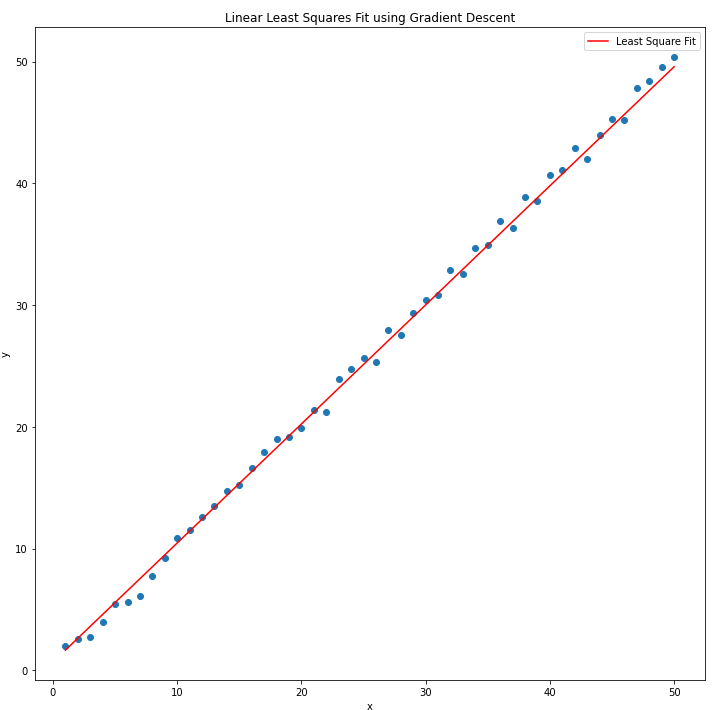 Linear Least Squares Fit using Gradient Descent
Least Square Fit
50
40
30
20
10
0
y
0 10 20 30 40 50
x